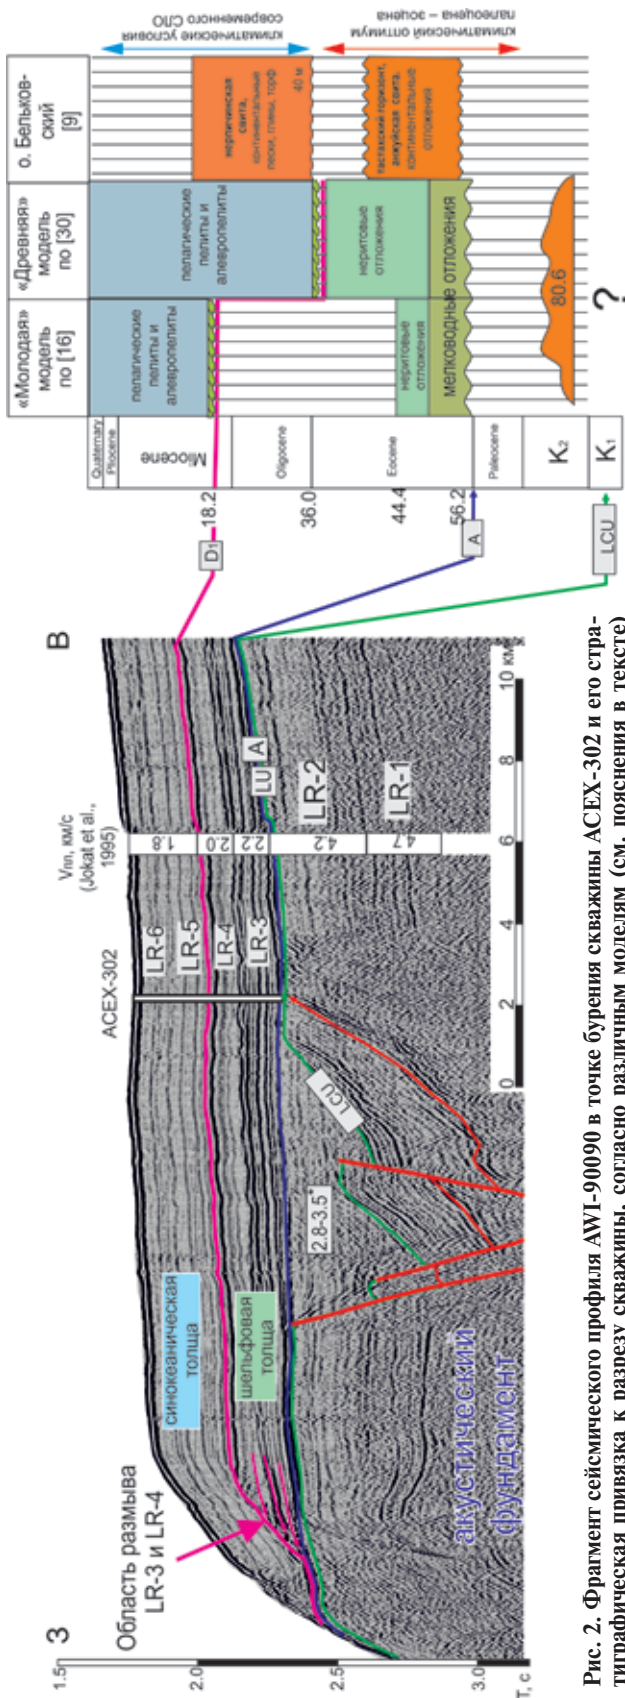 З
В
1.5
2.0
2.5
3.0
Т, с
Область размыва
LR-3 и LR-4
синокеаническая
толща
шельфовая
толща
акустический
фундамент
2.8-3.5*
LCU
ACEX-302
LR-6
LR-5
LR-4
LR-3
Vпл, км/с
(Jokat et al.,
1995)
1.8
2.0
2.2
4.2
4.7
LU
A
LR-2
LR-1
0
2
4
6
8
10 км
D1
A
LCU
18.2
36.0
44.4
56.2
Quaternary
Pliocene
Miocene
Oligocene
Eocene
Paleocene
K2
K1
«Молодая»
модель
по [16]
«Древняя»
модель
по [30]
о. Бельков-
ский
[9]
пелагические
пелиты и
алевропелиты
пелагические
пелиты и
алевропелиты
нерпичинская
свита,
континентальные
пески, глины, торф
40 м
неритовые
отложения
неритовые
отложения
мелководные отложения
тастахский горизонт,
анжуйская свита.
континентальные
отложения
80.6
?
климатические условия
современного СЛО
климатический оптимум
палеоцена – эоцена
Рис. 2. Фрагмент сейсмического профиля AWI-90090 в точке бурения скважины ACEX-302 и его стра-
тиграфическая привязка к разрезу скважины, согласно различным моделям (см. пояснения в тексте)